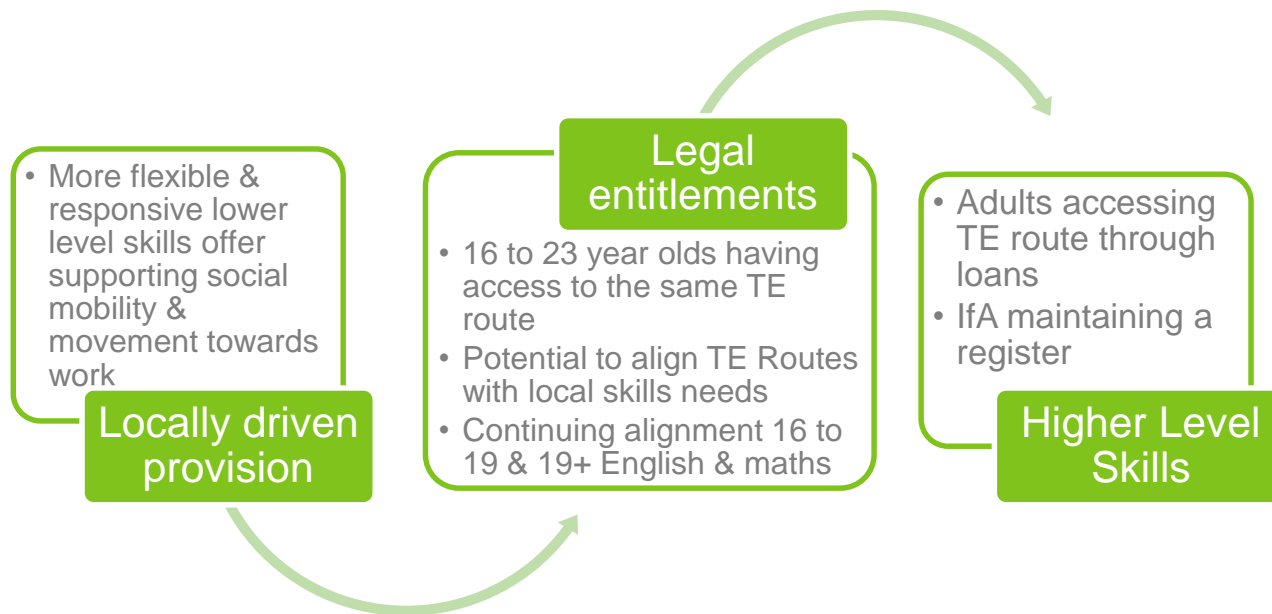 • More flexible &
responsive lower
level skills offer
supporting social
mobility &
movement towards
work
Locally driven
provision
Legal
entitlements
• 16 to 23 year olds having
access to the same TE
route
• Potential to align TE Routes
with local skills needs
• Continuing alignment 16 to
19 & 19+ English & maths
• Adults accessing
TE route through
loans
• IfA maintaining a
register
Higher Level
Skills